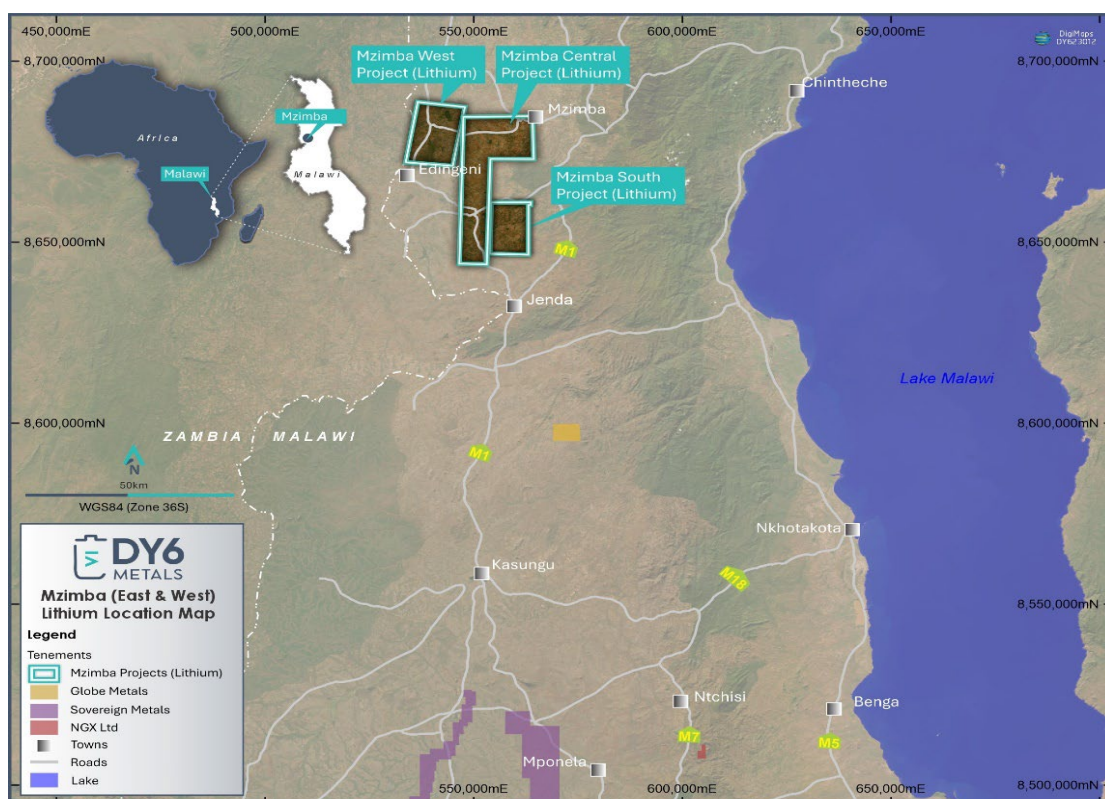 450,000mE
500,000mE
550,000mE
600,000mE
650,000mE
DigiMaps
DY623012
8,700,000mN
8,700,000mN
Mzimba West
Project (Lithium)
Mzimba Central
Project (Lithium)
Chintheche
Mzimba
Mzimba
Africa
Malawi
Malawi
Edingeni
Mzimba South
Project (Lithium)
8,650,000mN
8,650,000mN
M1
Jenda
Lake Malawi
8,600,000mN
8,600,000mN
ZAMBIA
MALAWI
M1
N
50km
WGS84 (Zone 36S)
Nkhotakota
Kasungu
M18
8,550,000mN
DY6
METALS
Mzimba (East & West)
Lithium Location Map
Legend
Tenements
Mzimba Projects (Lithium)
Globe Metals
Sovereign Metals
NGX Ltd
Towns
Roads
Lake
Ntchisi
Benga
M7
M5
Mponela
550,000mE
600,000mE
650,000mE
8,500,000mN